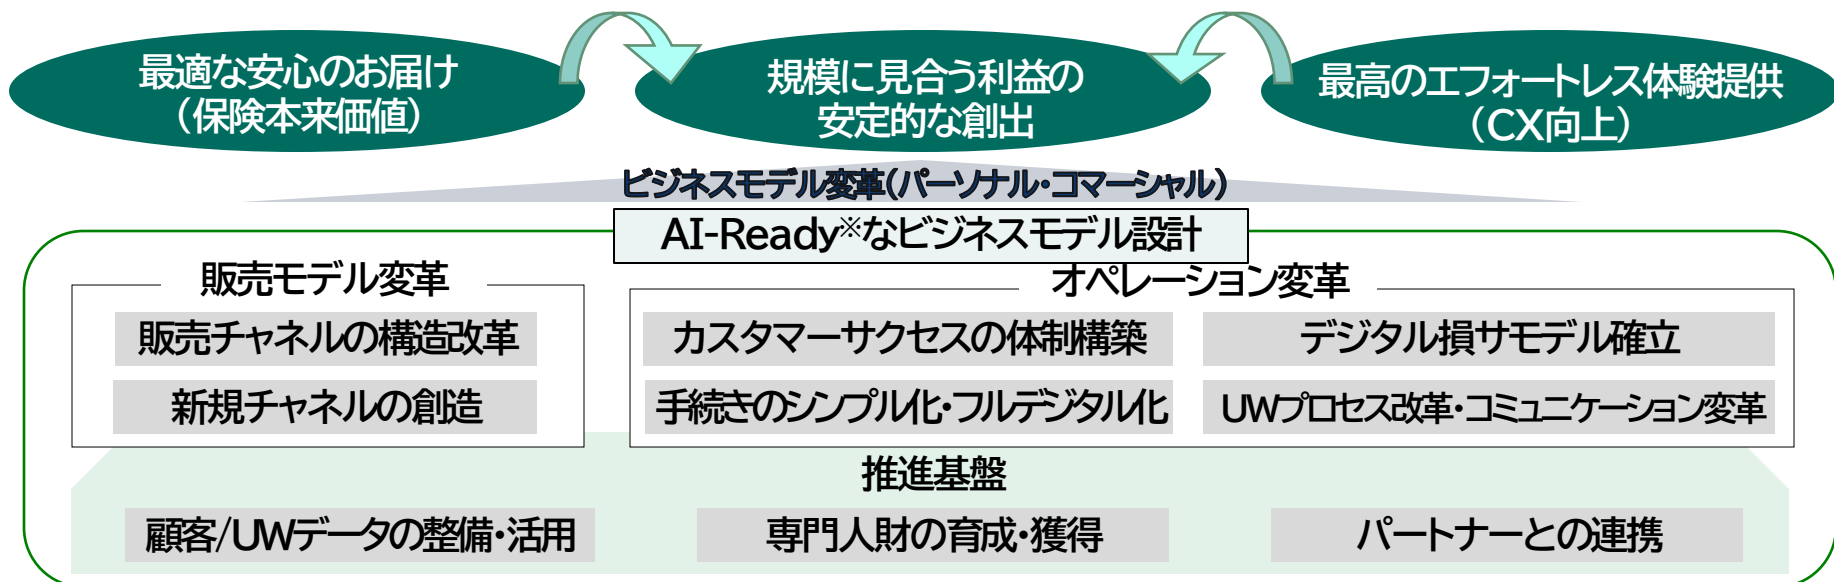 最適な安心のお届け
（保険本来価値）
規模に見合う利益の
安定的な創出
最高のエフォートレス体験提供
（CX向上）
ビジネスモデル変革（パーソナル・コマーシャル）
AI-Ready※なビジネスモデル設計
販売モデル変革
販売チャネルの構造改革
新規チャネルの創造
オペレーション変革
カスタマーサクセスの体制構築
デジタル損サモデル確立
手続きのシンプル化・フルデジタル化
UWプロセス改革・コミュニケーション変革
推進基盤
顧客/UWデータの整備・活用
専門人財の育成・獲得
パートナーとの連携